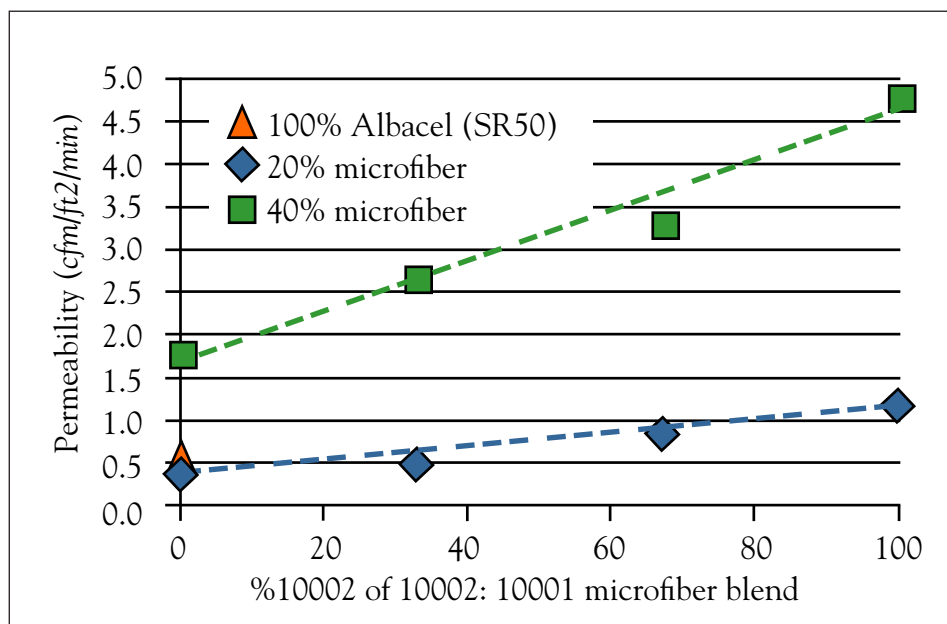 5.0
4.5
4.0
3.5
3.0
2.5
2.0
1.5
1.0
0.5
0.0
Permeability (cfm/ft2/min)
100% Albacel (SR50)
20% microfiber
40% microfiber
0 20 40 60 80 100
%10002 of 10002: 10001 microfiber blend